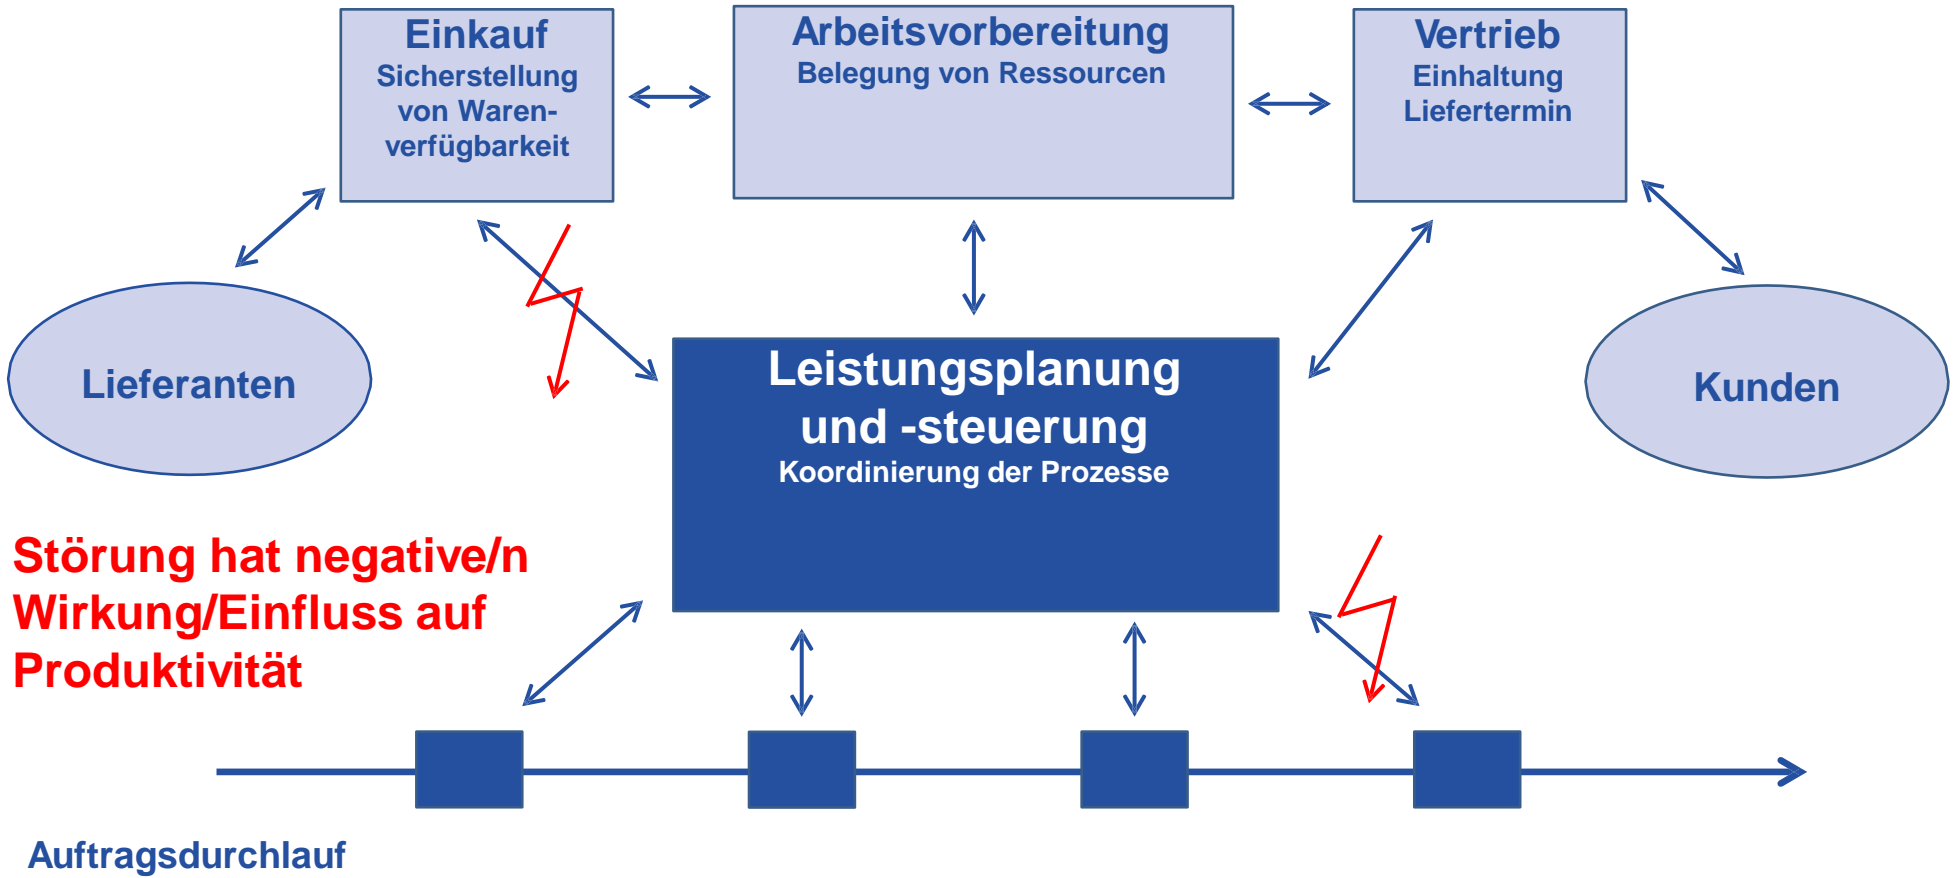 Einkauf
Sicherstellung
von Waren-
verfügbarkeit
Arbeitsvorbereitung
Belegung von Ressourcen
Vertrieb
Einhaltung
Liefertermin
Lieferanten
Leistungsplanung
und -steuerung
Koordinierung der Prozesse
Kunden
Störung hat negative/n
Wirkung/Einfluss auf
Produktivität
Auftragsdurchlauf